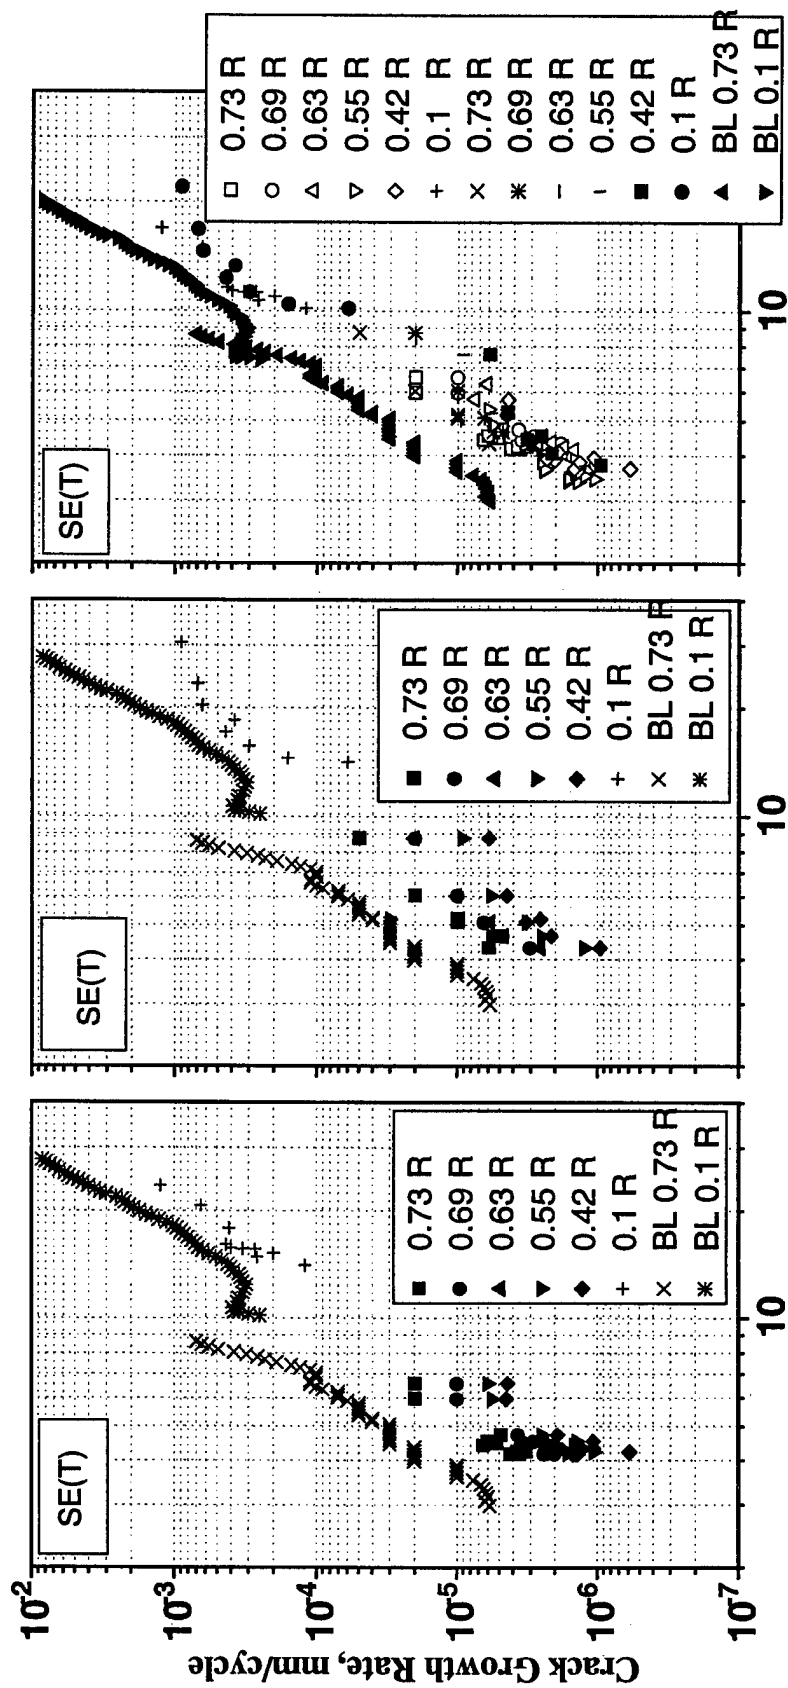 Crack Growth Rate, mm/cycle
10-2
10-3
10-4
10-5
10-6
10-7
SE(T)
0.73 R
0.69 R
0.63 R
0.55 R
0.42 R
0.1 R
BL 0.73 R
BL 0.1 R
10
SE(T)
0.73 R
0.69 R
0.63 R
0.55 R
0.42 R
0.1 R
BL 0.73 R
BL 0.1 R
10
SE(T)
0.73 R
0.69 R
0.63 R
0.55 R
0.42 R
0.1 R
0.73 R
0.69 R
0.63 R
0.55 R
0.42 R
0.1 R
BL 0.73 R
BL 0.1 R
10